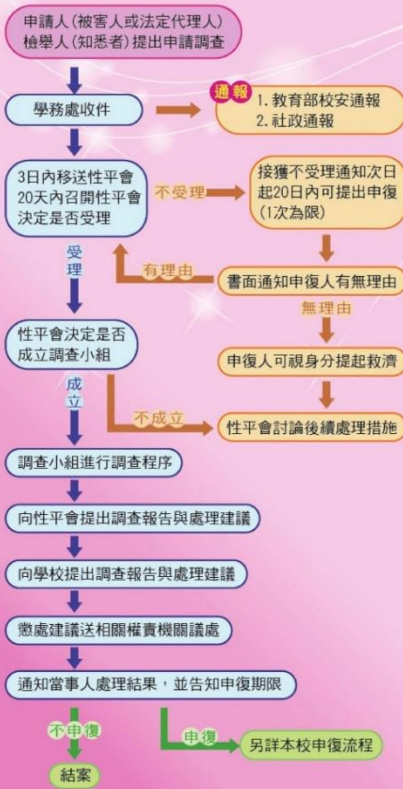 申請人(被害人或法定代理人)
檢舉人(知悉者)提出申請調查
學務處收件
通報
1. 教育部校安通報
2. 社政通報
3日內移送性平會
20天內召開性平會
決定是否受理
不受理
接獲不受理通知次日
起20日內可提出申復
(1次為限)
受理
有理由
書面通知申復人有無理由
無理由
性平會決定是否
成立調查小組
申復人可視身分提起救濟
成立
不成立
性平會討論後續處理措施
調查小組進行調查程序
向性平會提出調查報告與處理建議
向學校提出調查報告與處理建議
懲處建議送相關權責機關議處
通知當事人處理結果，並告知申復期限
不申復
申復
另詳本校申復流程
結案